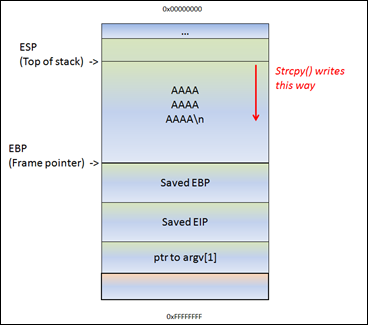 0x00000000
...
ESP
(Top of stack) ->
Strcpy() writes
this way
AAAA
AAAA
AAAA\n
EBP
(Frame pointer) ->
Saved EBP
Saved EIP
ptr to argv[1]
0xFFFFFFFF